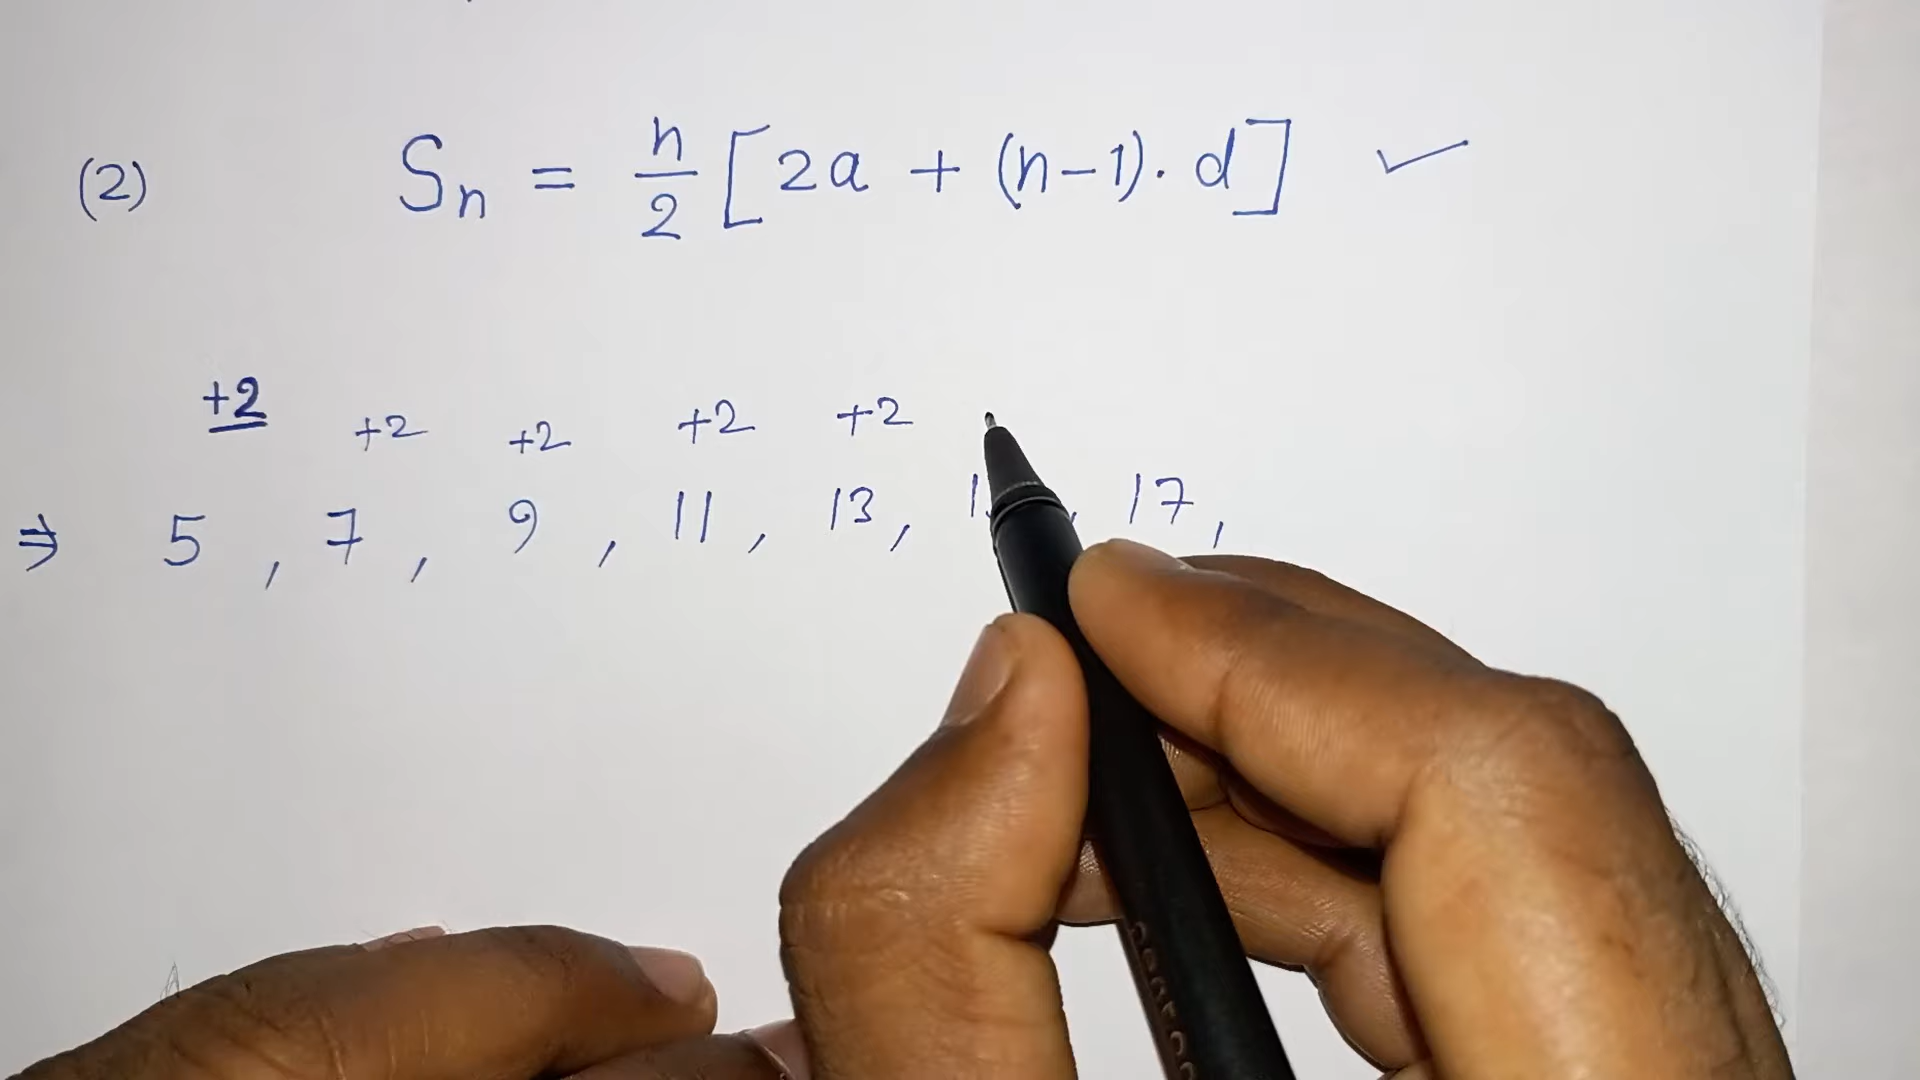 (2) Sn = n/2 [2a + (n-1). d] ✓
+2 +2 +2 +2 +2
⇒ 5 , 7 , 9 , 11 , 13, , 17,